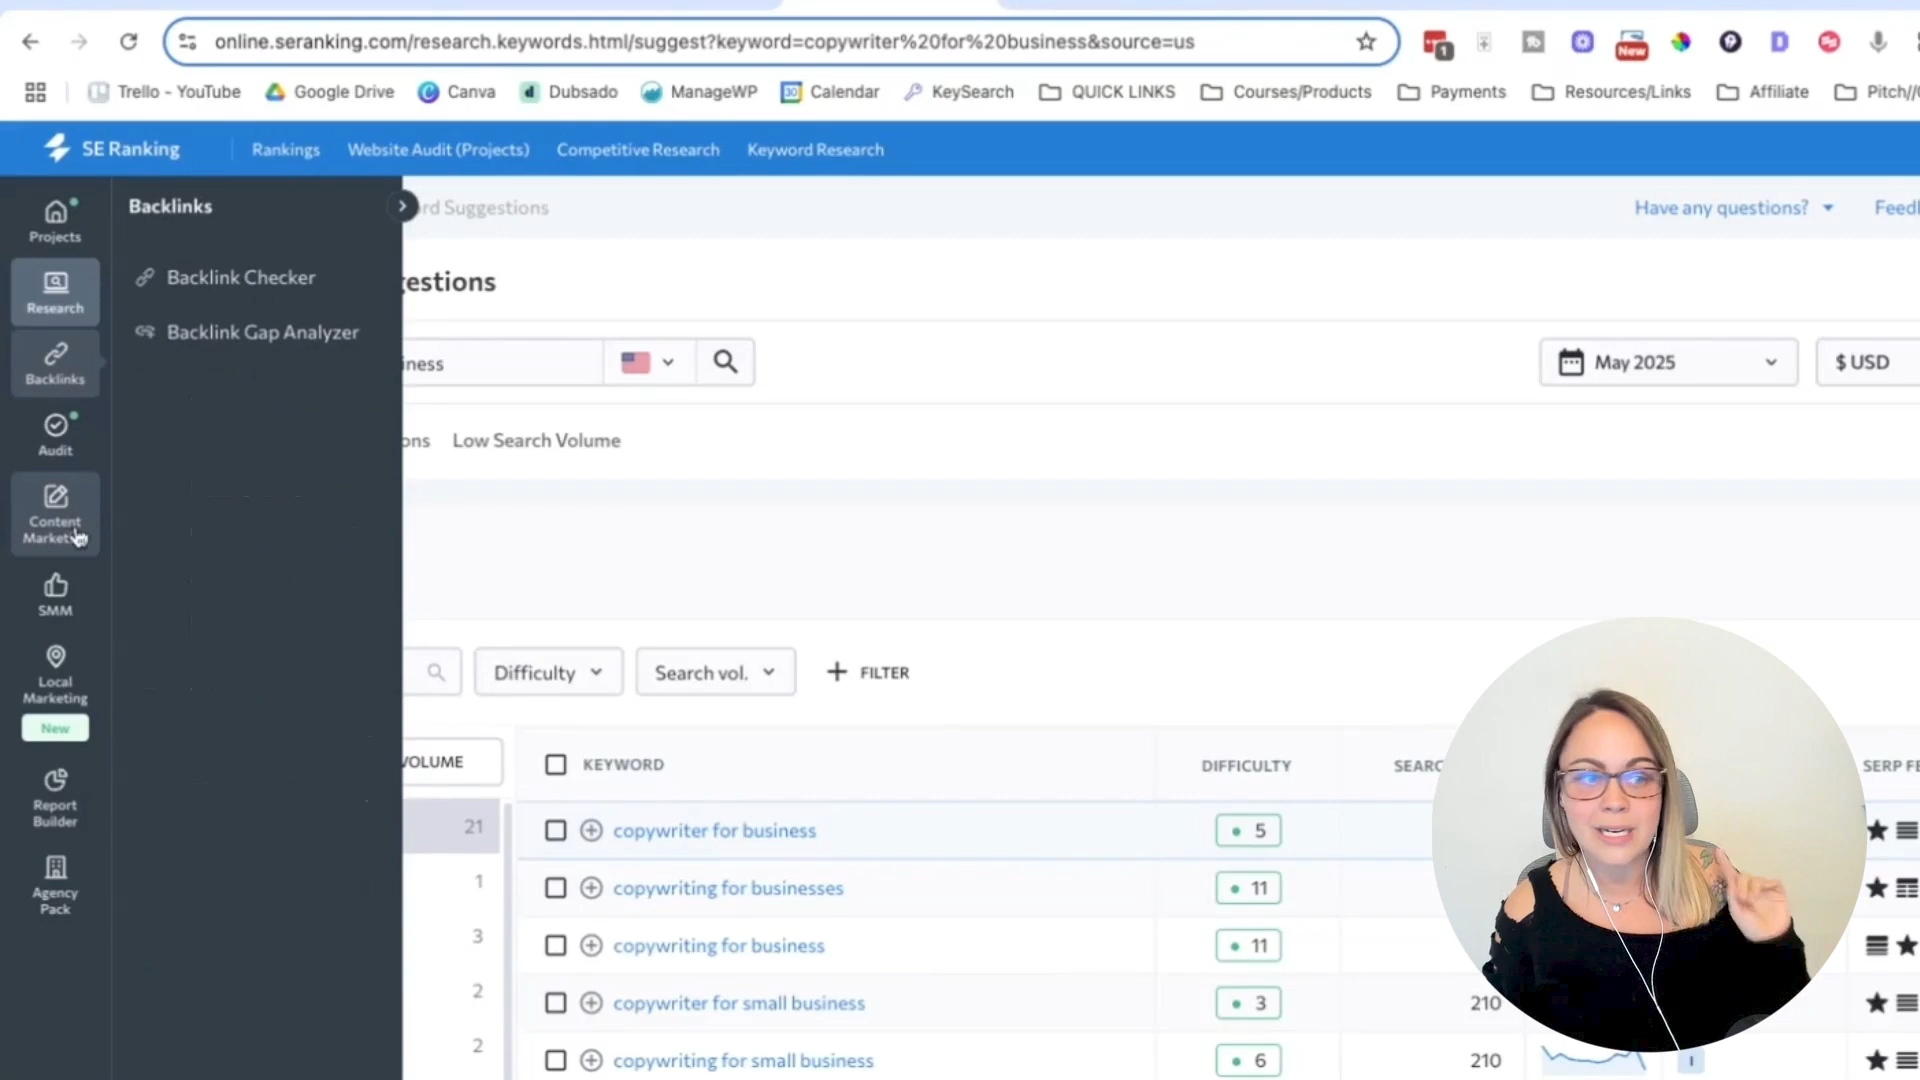 online.seranking.com/research.keywords.html/suggest?keyword=copywriter%20for%20business&source=us
1
New
Trello - YouTube
Google Drive
Canva
Dubsado
ManageWP
30
Calendar
KeySearch
QUICK LINKS
Courses/Products
Payments
Resources/Links
Affiliate
Pitch//
SE Ranking
Rankings
Website Audit (Projects)
Competitive Research
Keyword Research
Projects
Research
Backlinks
Audit
Content
SMM
Local
Marketing
New
Report
Builder
Agency
Pack
Backlinks
Backlink Checker
Backlink Gap Analyzer
rd Suggestions
Have any questions?
Feed
gestions
iness
May 2025
$ USD
ons
Low Search Volume
Difficulty
Search vol.
+ FILTER
VOLUME
KEYWORD
DIFFICULTY
SEARC
SERP FE
21
copywriter for business
5
1
copywriting for businesses
11
3
copywriting for business
11
2
copywriter for small business
3
210
2
copywriting for small business
6
210
I